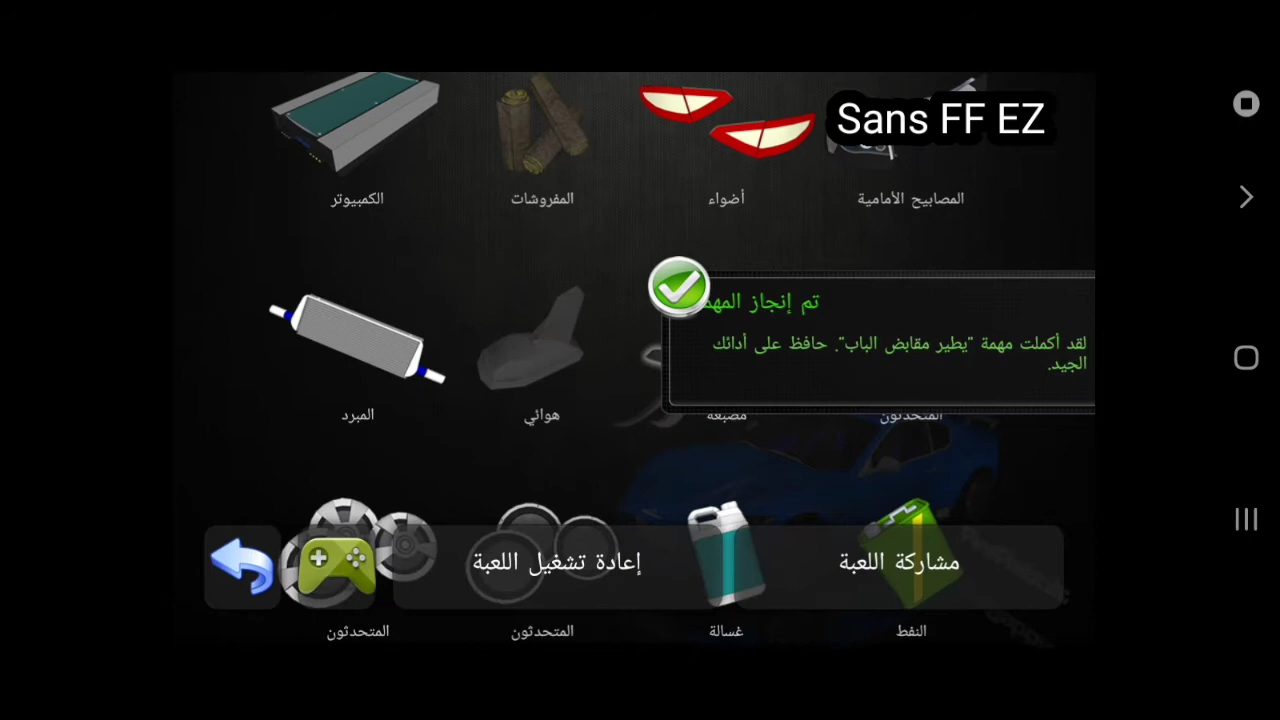 Sans FF EZ
المصابيح الأمامية
أضواء
المفروشات
الكمبيوتر
تم إنجاز المهم
لقد أكملت مهمة "يطير مقابض الباب". حافظ على أدائك
الجيد.
المتحدثون
مصبغة
هوائي
المبرد
مشاركة اللعبة
إعادة تشغيل اللعبة
النفط
غسالة
المتحدثون
المتحدثون